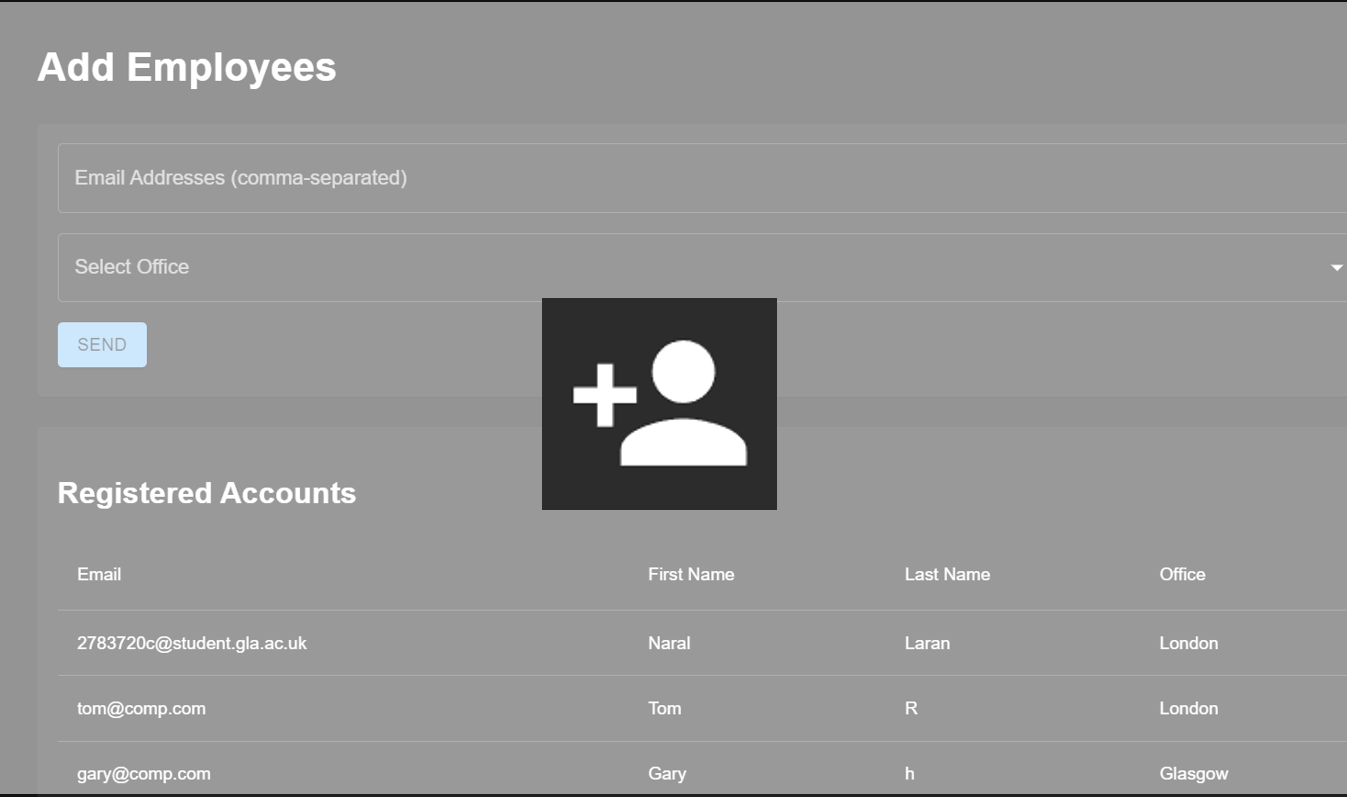 Add Employees
Email Addresses (comma-separated)
Select Office
SEND
Registered Accounts
Email First Name Last Name Office
2783720c@student.gla.ac.uk Naral Laran London
tom@comp.com Tom R London
gary@comp.com Gary h Glasgow